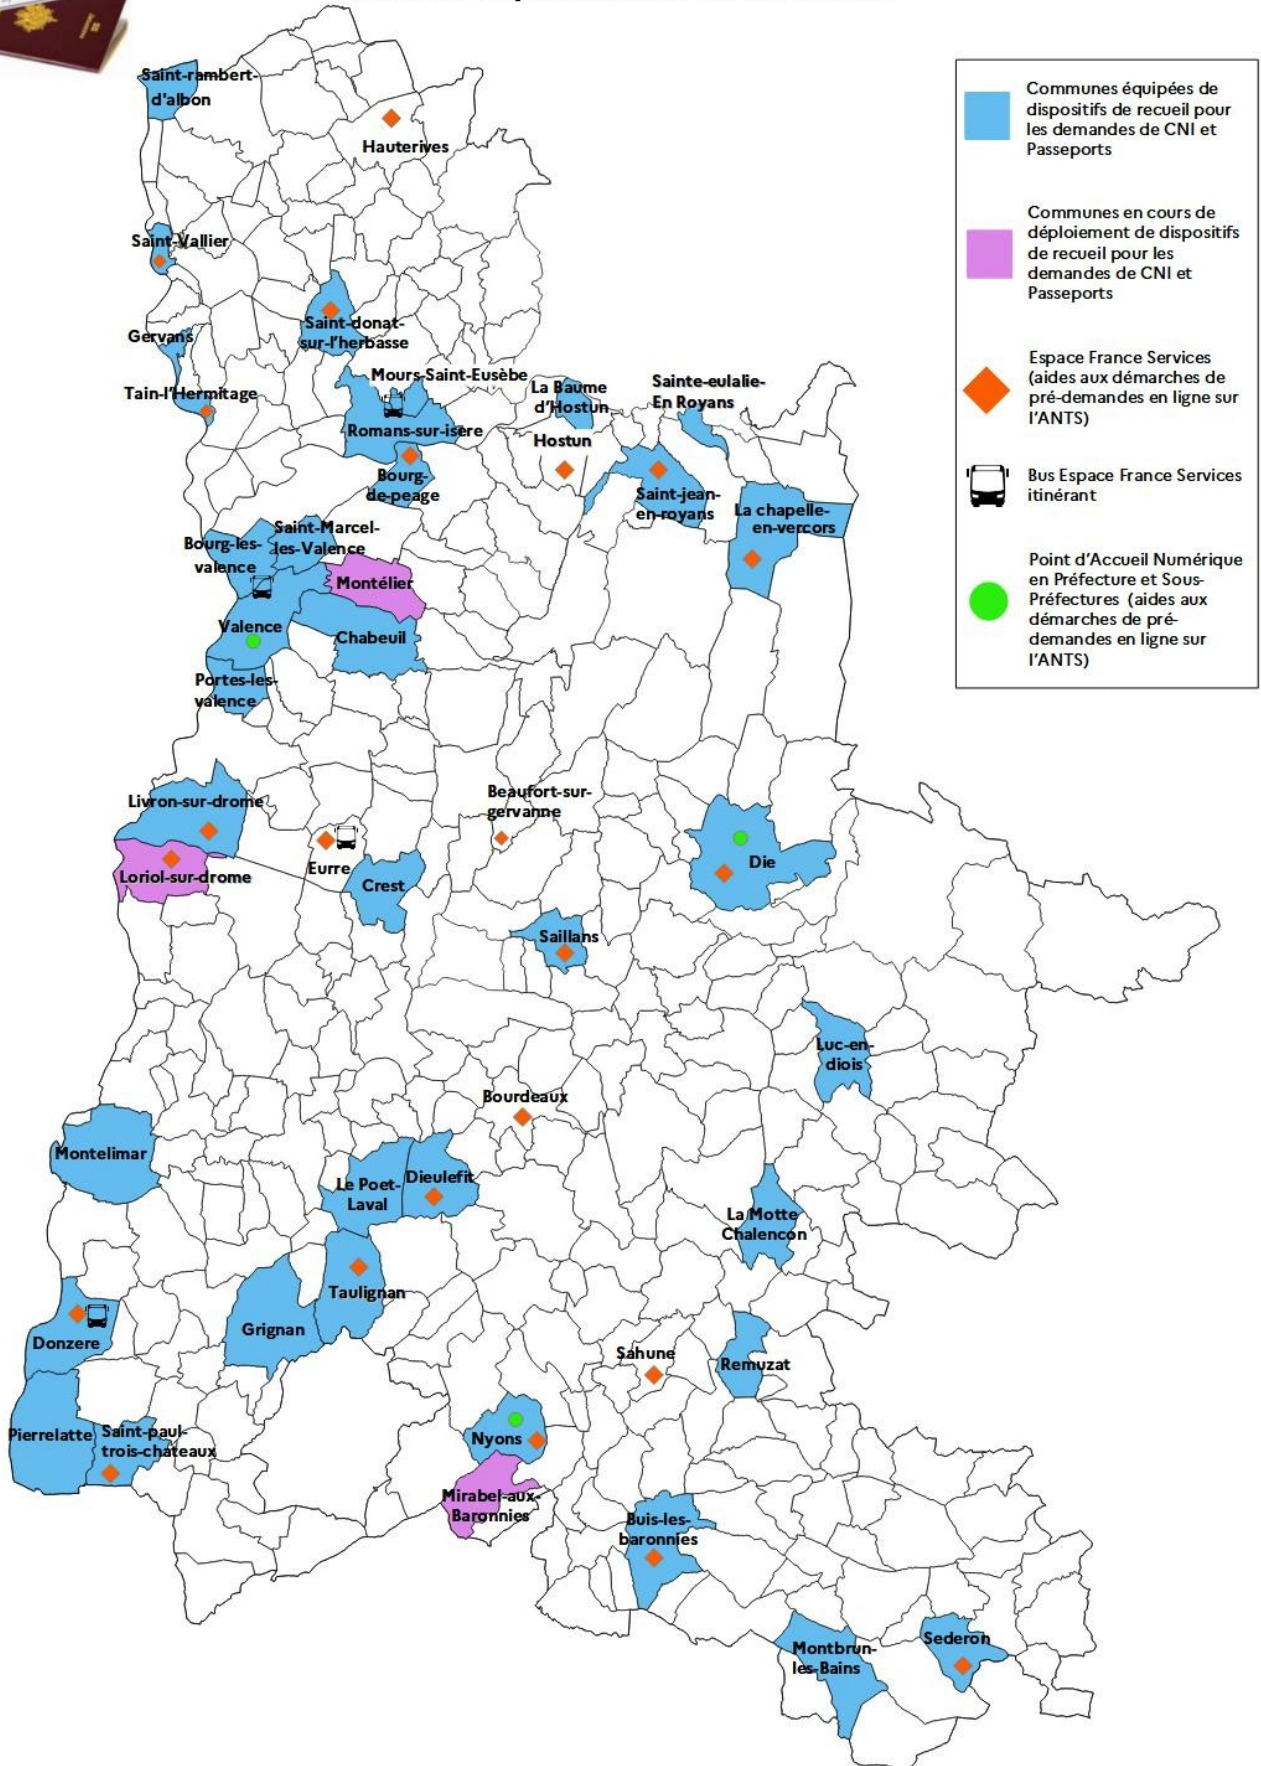 Saint-rambert-
d'albon
Hauterives
Saint-Vallier
Saint-donat-
sur-l'herbasse
Gervans
Tain-l'Hermitage
Mours-Saint-Eusèbe
Romans-sur-isere
Bourg-
de-peage
La Baume
d'Hostun
Hostun
Sainte-eulalie-
En Royans
Saint-jean-
en-royans
La chapelle-
en-vercors
Bourg-les-
valence
Saint-Marcel-
les-Valence
Montélier
Valence
Chabeuil
Portes-les-
valence
Livron-sur-drome
Loriol-sur-drome
Eurre
Crest
Beaufort-sur-
gervanne
Die
Saillans
Luc-en-
diois
Bourdeaux
Montelimar
Le Poet-
Laval
Dieulefit
La Motte
Chalencon
Taulignan
Grignan
Donzere
Sahune
Remuzat
Pierrelatte
Saint-paul-
trois-chateaux
Nyons
Mirabel-aux-
Baronnies
Buis-les-
baronnies
Montbrun-
les-Bains
Sederon
Communes équipées de
dispositifs de recueil pour
les demandes de CNI et
Passeports
Communes en cours de
déploiement de dispositifs
de recueil pour les
demandes de CNI et
Passeports
Espace France Services
(aides aux démarches de
pré-demandes en ligne sur
l'ANTS)
Bus Espace France Services
itinérant
Point d'Accueil Numérique
en Préfecture et Sous-
Préfectures (aides aux
démarches de pré-
demandes en ligne sur
l'ANTS)